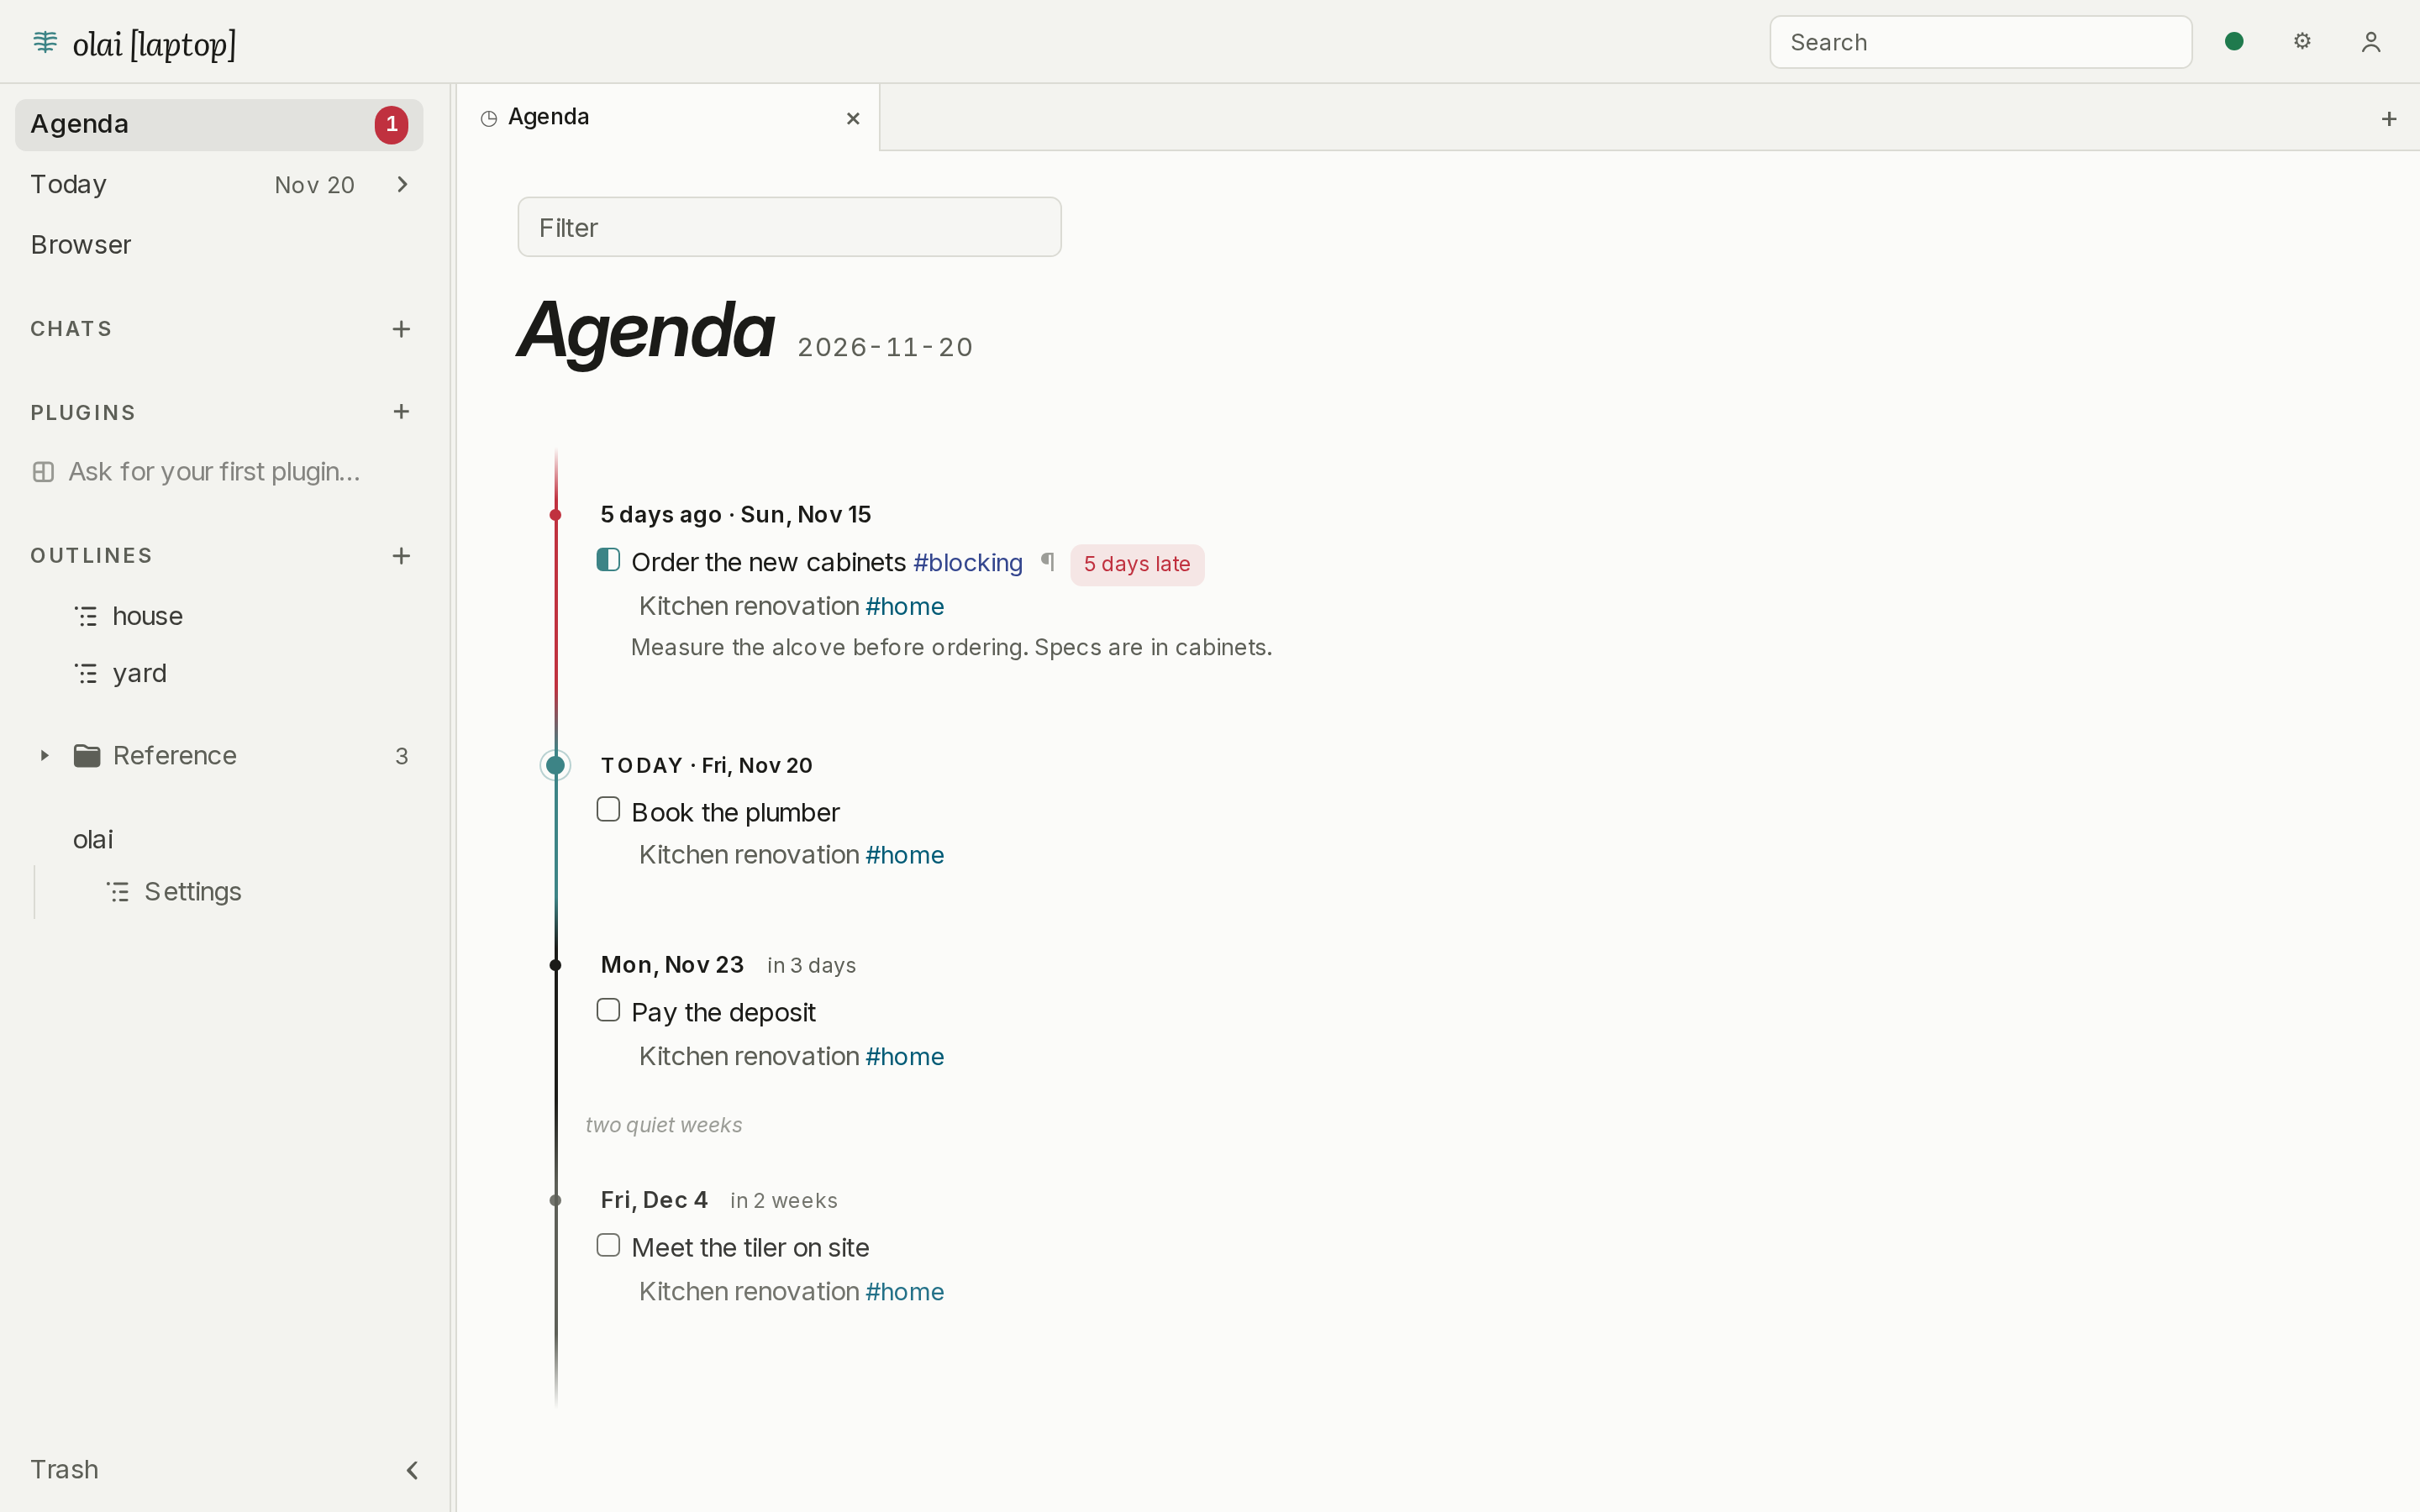 olai [laptop]
Search
Agenda
1
Today
Nov 20
Browser
CHATS
PLUGINS
Ask for your first plugin...
OUTLINES
house
yard
Reference
3
olai
Settings
Trash
Agenda
Filter
Agenda 2026-11-20
5 days ago · Sun, Nov 15
Order the new cabinets #blocking ¶ 5 days late
Kitchen renovation #home
Measure the alcove before ordering. Specs are in cabinets.
TODAY · Fri, Nov 20
Book the plumber
Kitchen renovation #home
Mon, Nov 23 in 3 days
Pay the deposit
Kitchen renovation #home
two quiet weeks
Fri, Dec 4 in 2 weeks
Meet the tiler on site
Kitchen renovation #home